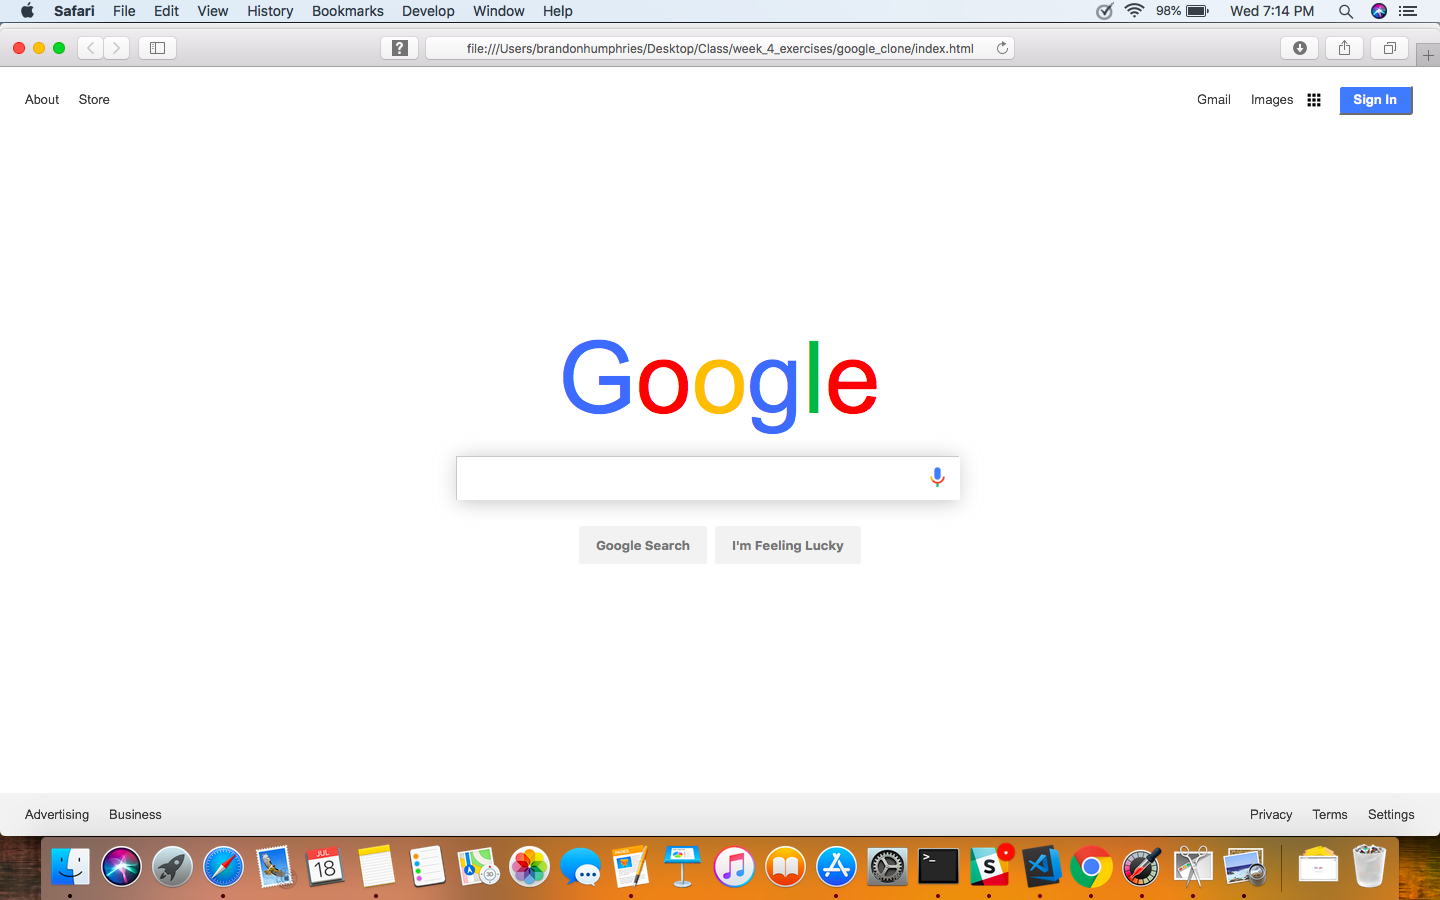 Safari File Edit View History Bookmarks Develop Window Help 98% Wed 7:14 PM
? file:///Users/brandonhumphries/Desktop/Class/week_4_exercises/google_clone/index.html
About Store Gmail Images Sign In
Google
Google Search I'm Feeling Lucky
Advertising Business Privacy Terms Settings
JUL
18
PAGES
30
>_
S